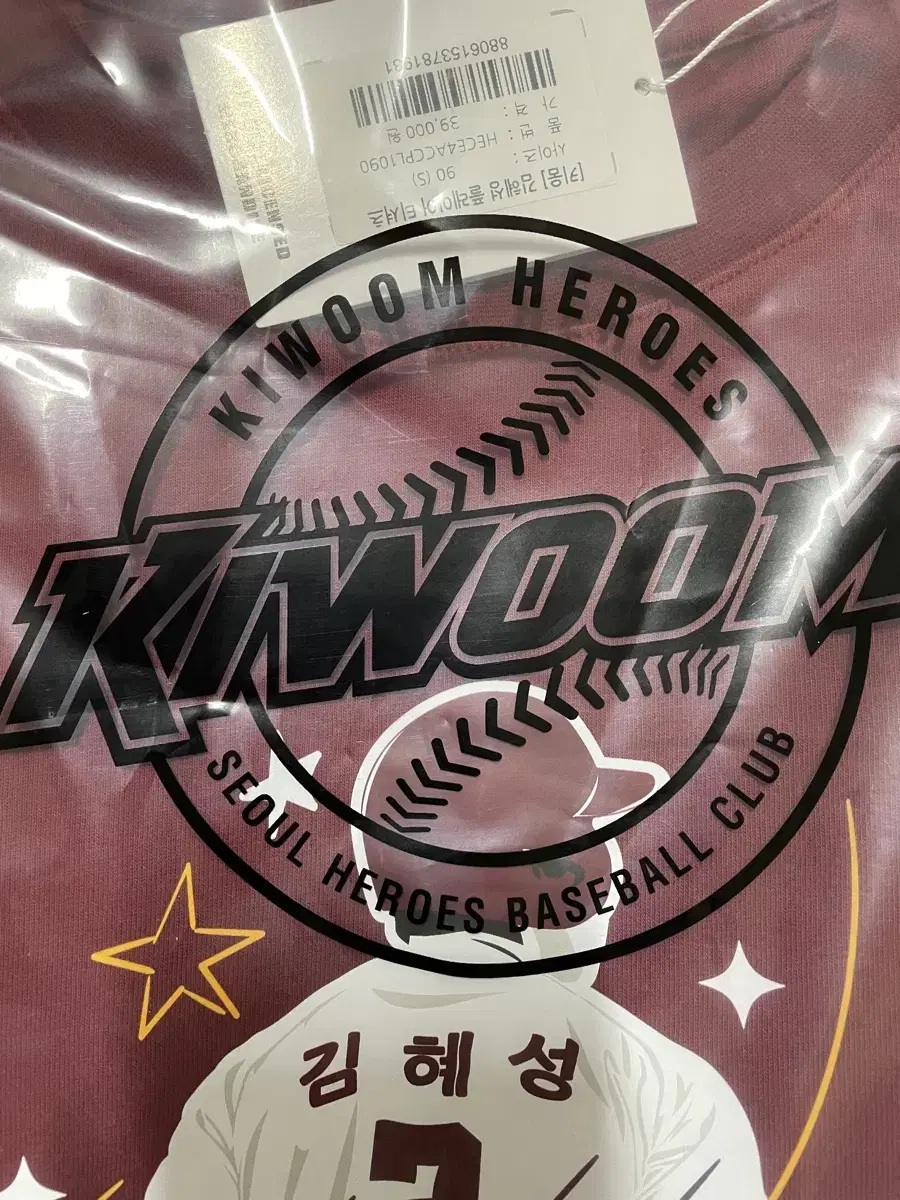 [키움] 김혜성 플레이어 티셔츠
사이즈 : 90 (S)
품 번 : HECE4ACCPL1090
가 격 : 39,000 원
8806153781931
KIWOOM HEROES
KIWOOM
SEOUL HEROES BASEBALL CLUB
김 혜 성